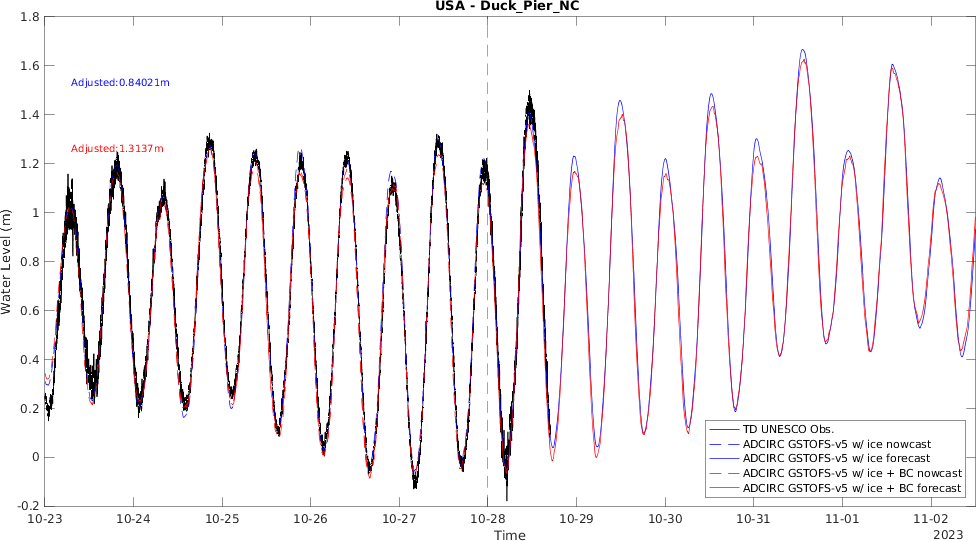 USA - Duck_Pier_NC
1.8
1.6
1.4
1.2
1
0.8
0.6
0.4
0.2
0
-0.2
Water Level (m)
Adjusted:0.84021m
Adjusted:1.3137m
TD UNESCO Obs.
ADCIRC GSTOFS-v5 w/ ice nowcast
ADCIRC GSTOFS-v5 w/ ice forecast
ADCIRC GSTOFS-v5 w/ ice + BC nowcast
ADCIRC GSTOFS-v5 w/ ice + BC forecast
10-23 10-24 10-25 10-26 10-27 10-28 10-29 10-30 10-31 11-01 11-02
Time
2023